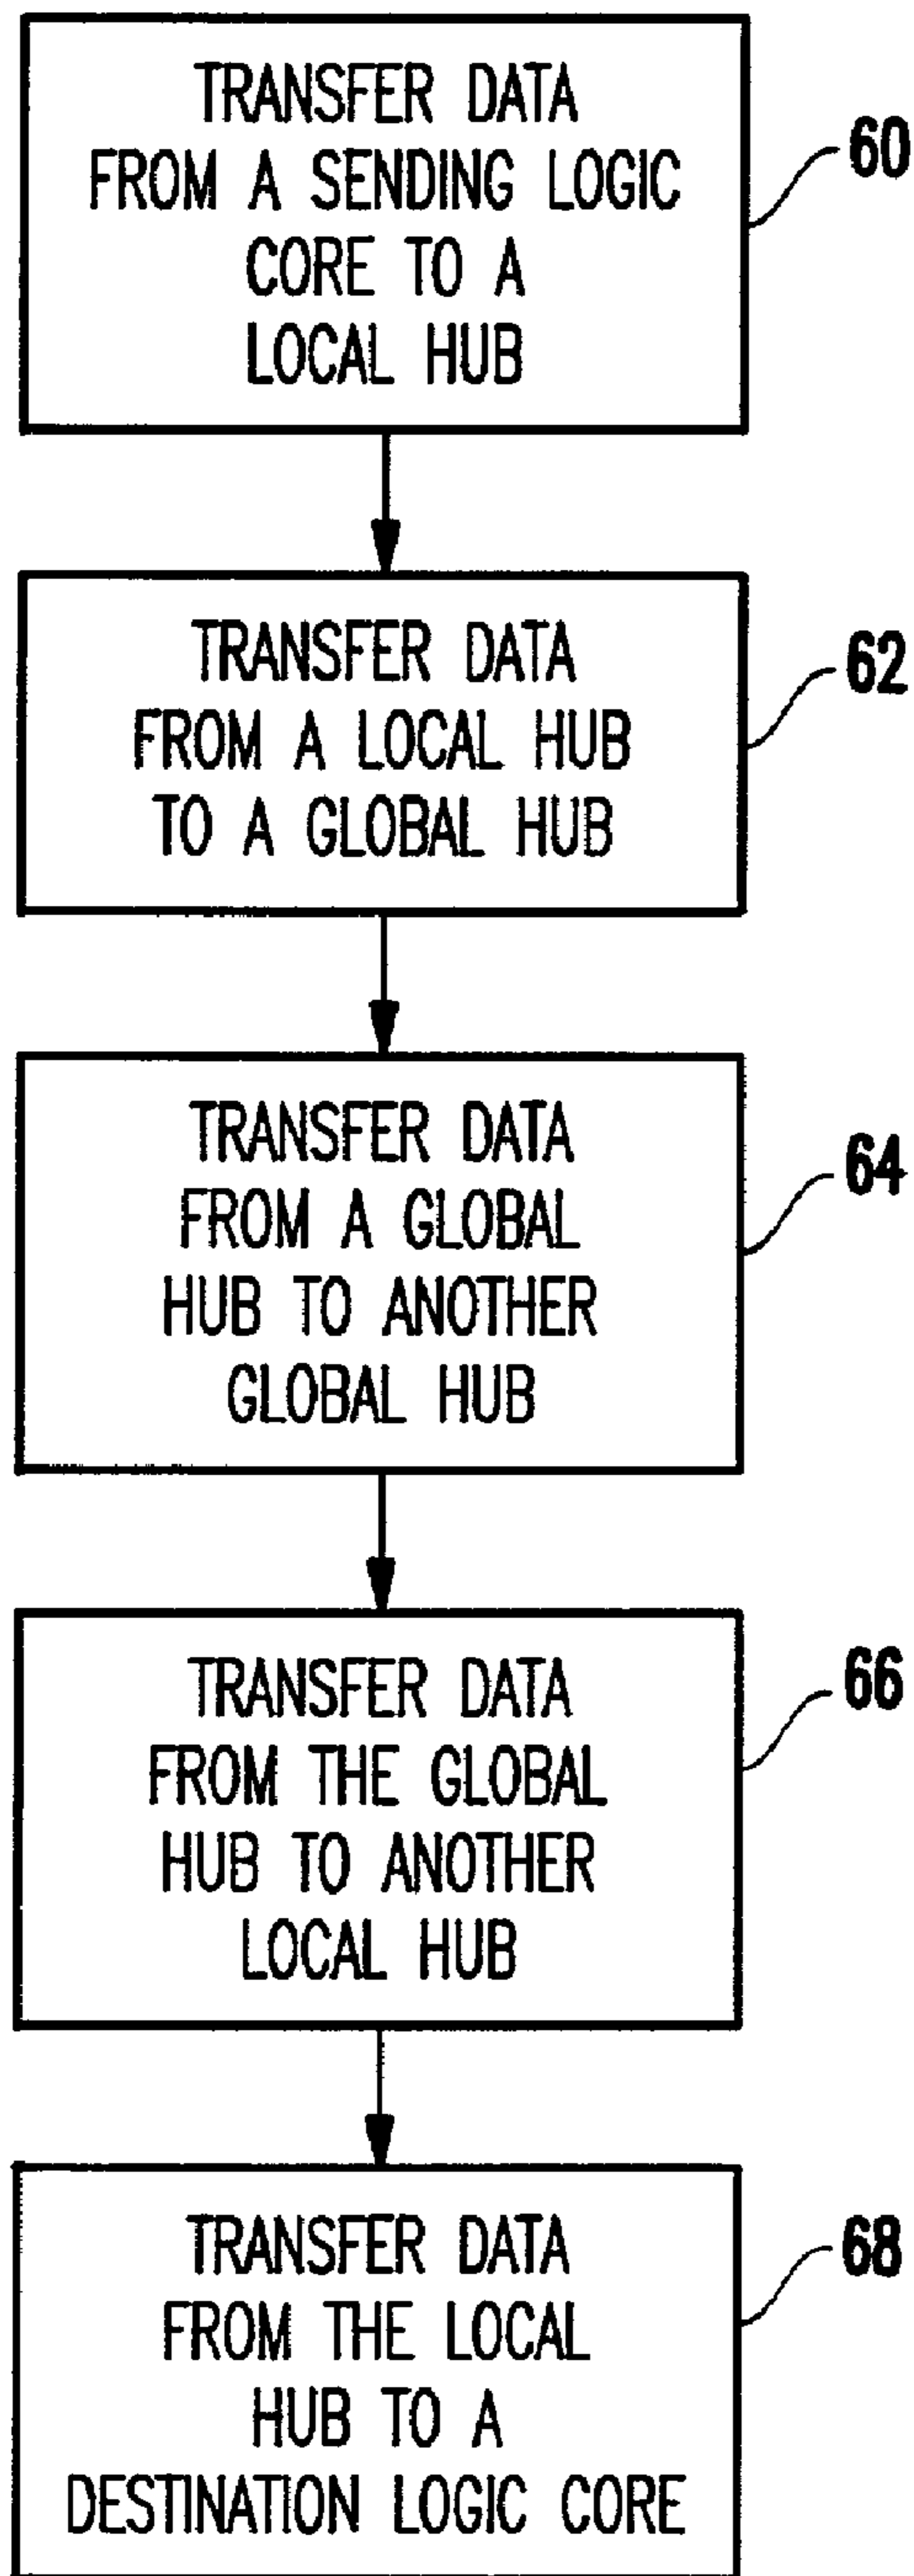 TRANSFER DATA
FROM A SENDING LOGIC
CORE TO A
LOCAL HUB
60
TRANSFER DATA
FROM A LOCAL HUB
TO A GLOBAL HUB
62
TRANSFER DATA
FROM A GLOBAL
HUB TO ANOTHER
GLOBAL HUB
64
TRANSFER DATA
FROM THE GLOBAL
HUB TO ANOTHER
LOCAL HUB
66
TRANSFER DATA
FROM THE LOCAL
HUB TO A
DESTINATION LOGIC CORE
68